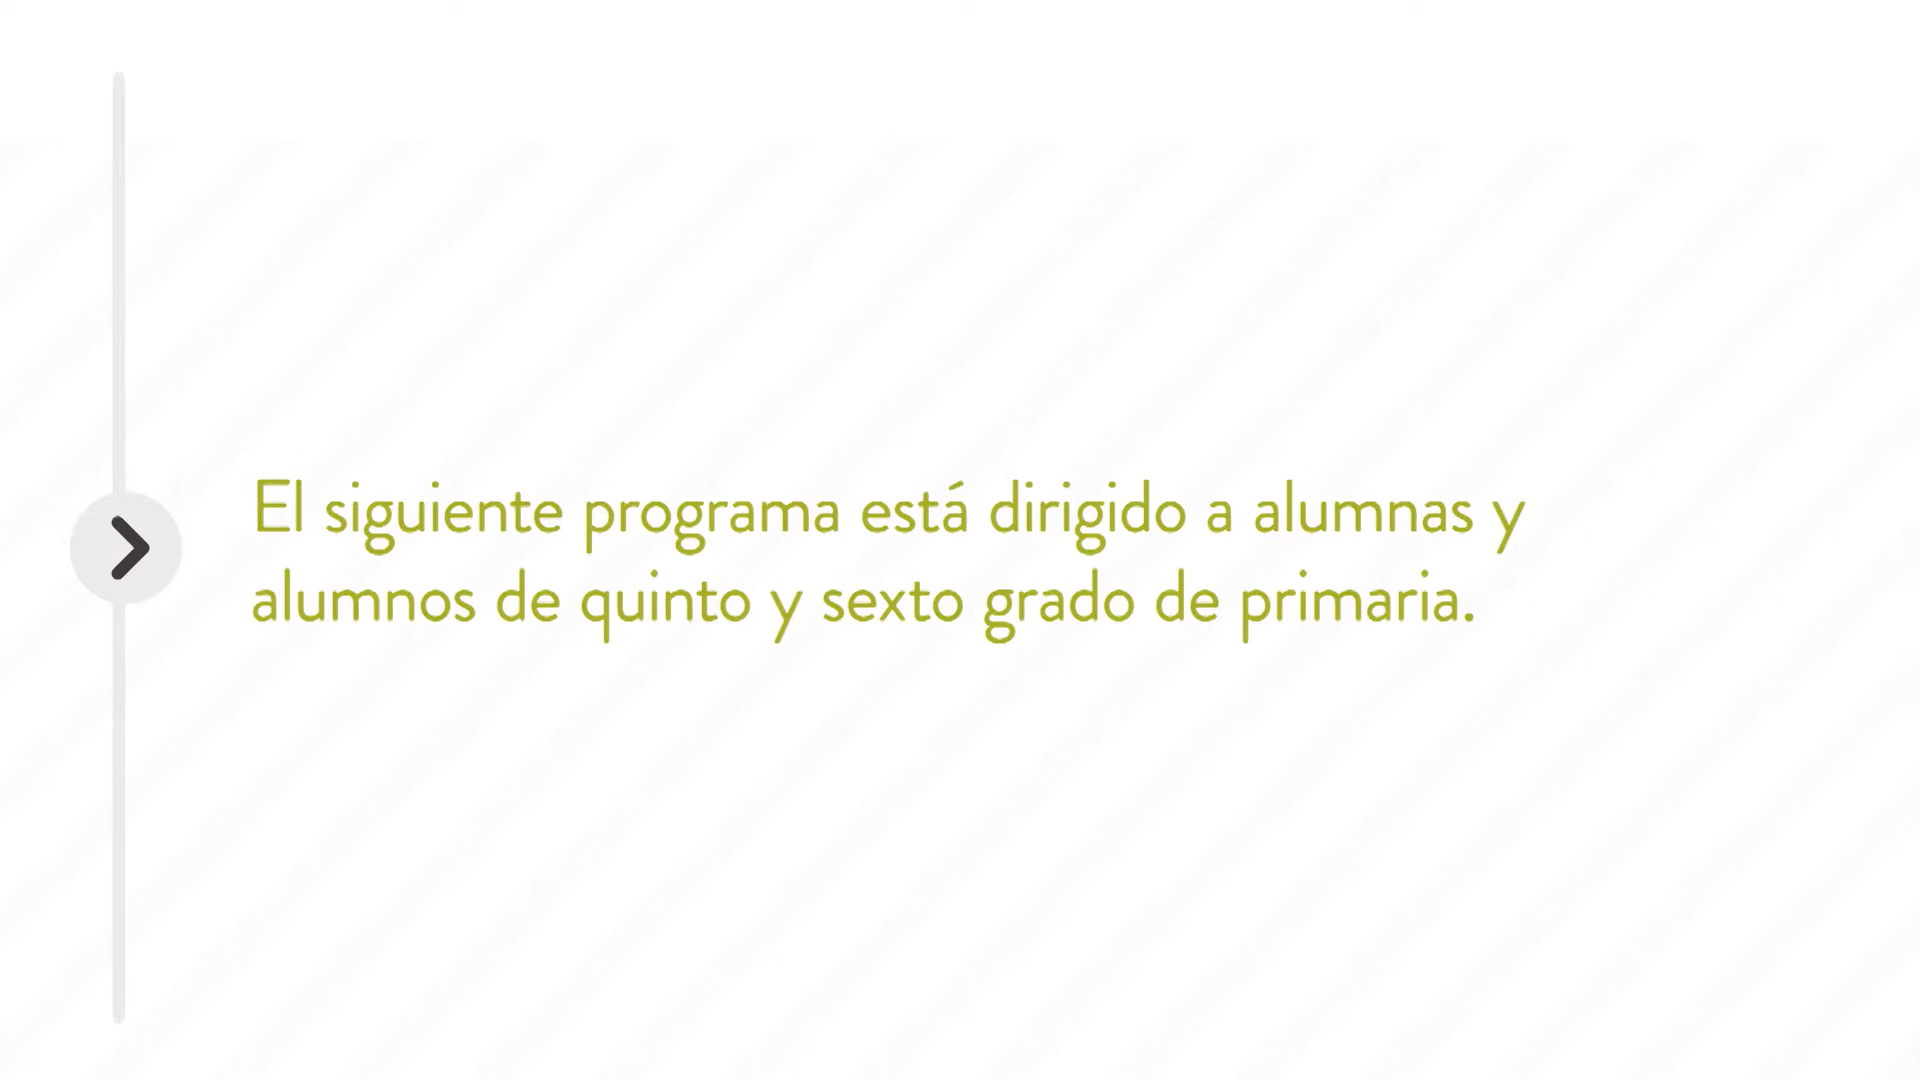 El siguiente programa está dirigido a alumnas y
alumnos de quinto y sexto grado de primaria.